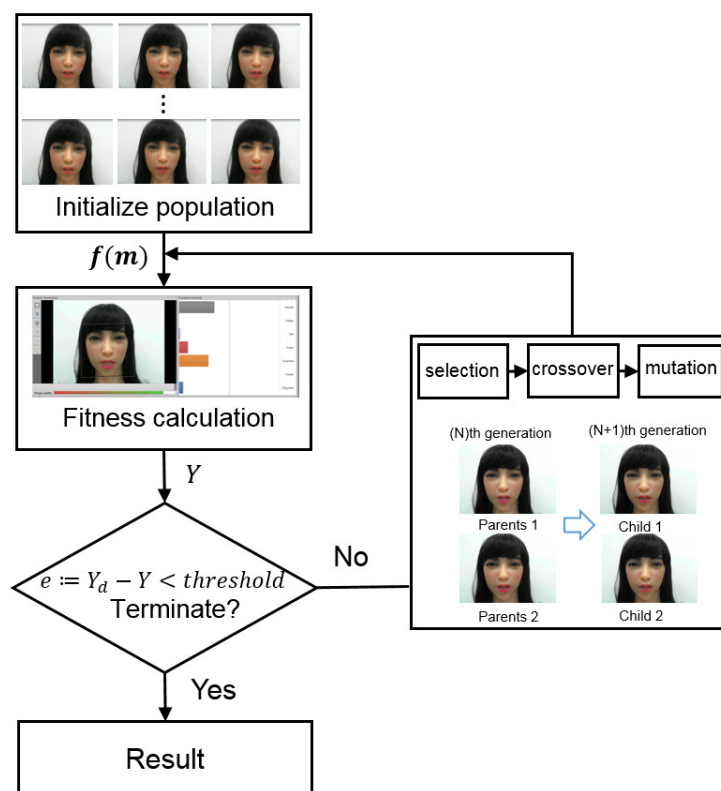 ⋮
Initialize population
f(m)
Fitness calculation
Y
e ≔ Y_d − Y < threshold
Terminate?
No
Yes
Result
selection
crossover
mutation
(N)th generation
(N+1)th generation
Parents 1
Child 1
Parents 2
Child 2